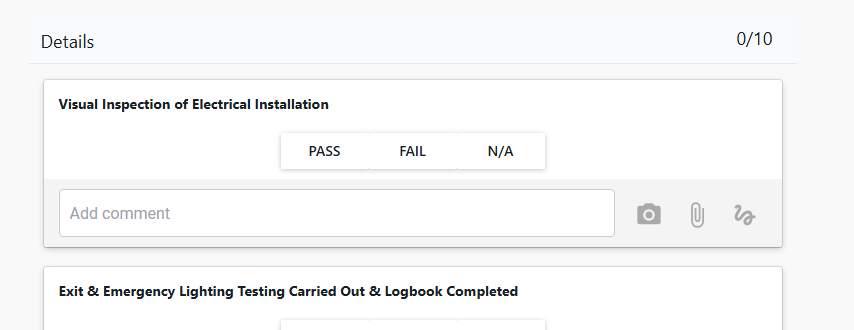 Details
0/10
Visual Inspection of Electrical Installation
PASS
FAIL
N/A
Add comment
Exit & Emergency Lighting Testing Carried Out & Logbook Completed